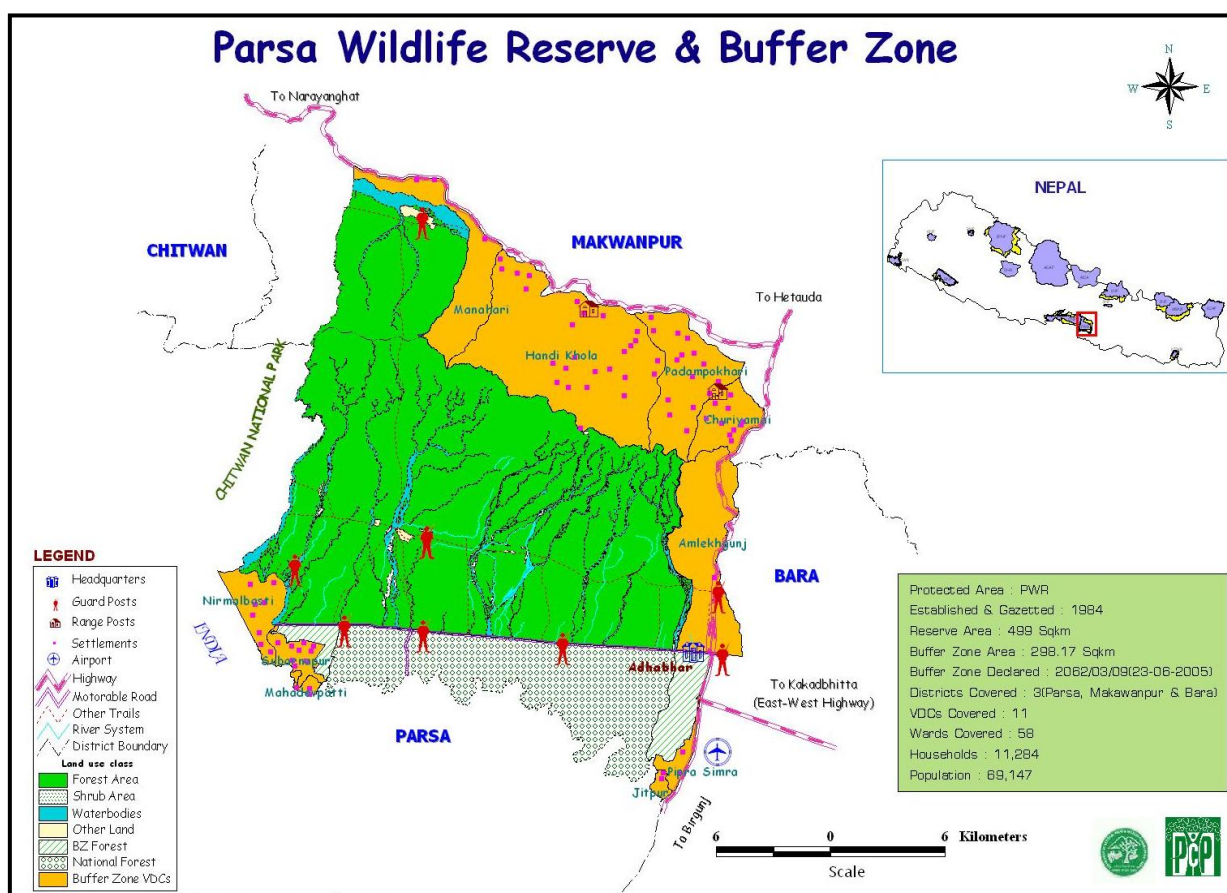 Parsa Wildlife Reserve & Buffer Zone
N
W E
S
To Narayanghat
NEPAL
CHITWAN
MAKWANPUR
To Hetauda
Manahari
Handi Khola
Padampokhari
Churiyamai
CHITWAN NATIONAL PARK
Amlekhgunj
BARA
Nirmalbasti
INDIA
Subarnapur
Mahadevpatti
Adhabhar
To Kakadbhitta
(East-West Highway)
PARSA
Pipra Simra
Jitpur
To Birgunj
LEGEND
Headquarters
Guard Posts
Range Posts
Settlements
Airport
Highway
Motorable Road
Other Trails
River System
District Boundary
Land use class
Forest Area
Shrub Area
Waterbodies
Other Land
BZ Forest
National Forest
Buffer Zone VDCs
Protected Area : PWR
Established & Gazetted : 1984
Reserve Area : 499 Sqkm
Buffer Zone Area : 298.17 Sqkm
Buffer Zone Declared : 2062/03/09(23-06-2005)
Districts Covered : 3(Parsa, Makawanpur & Bara)
VDCs Covered : 11
Wards Covered : 58
Households : 11,284
Population : 69,147
6 0 6 Kilometers
Scale
PCP